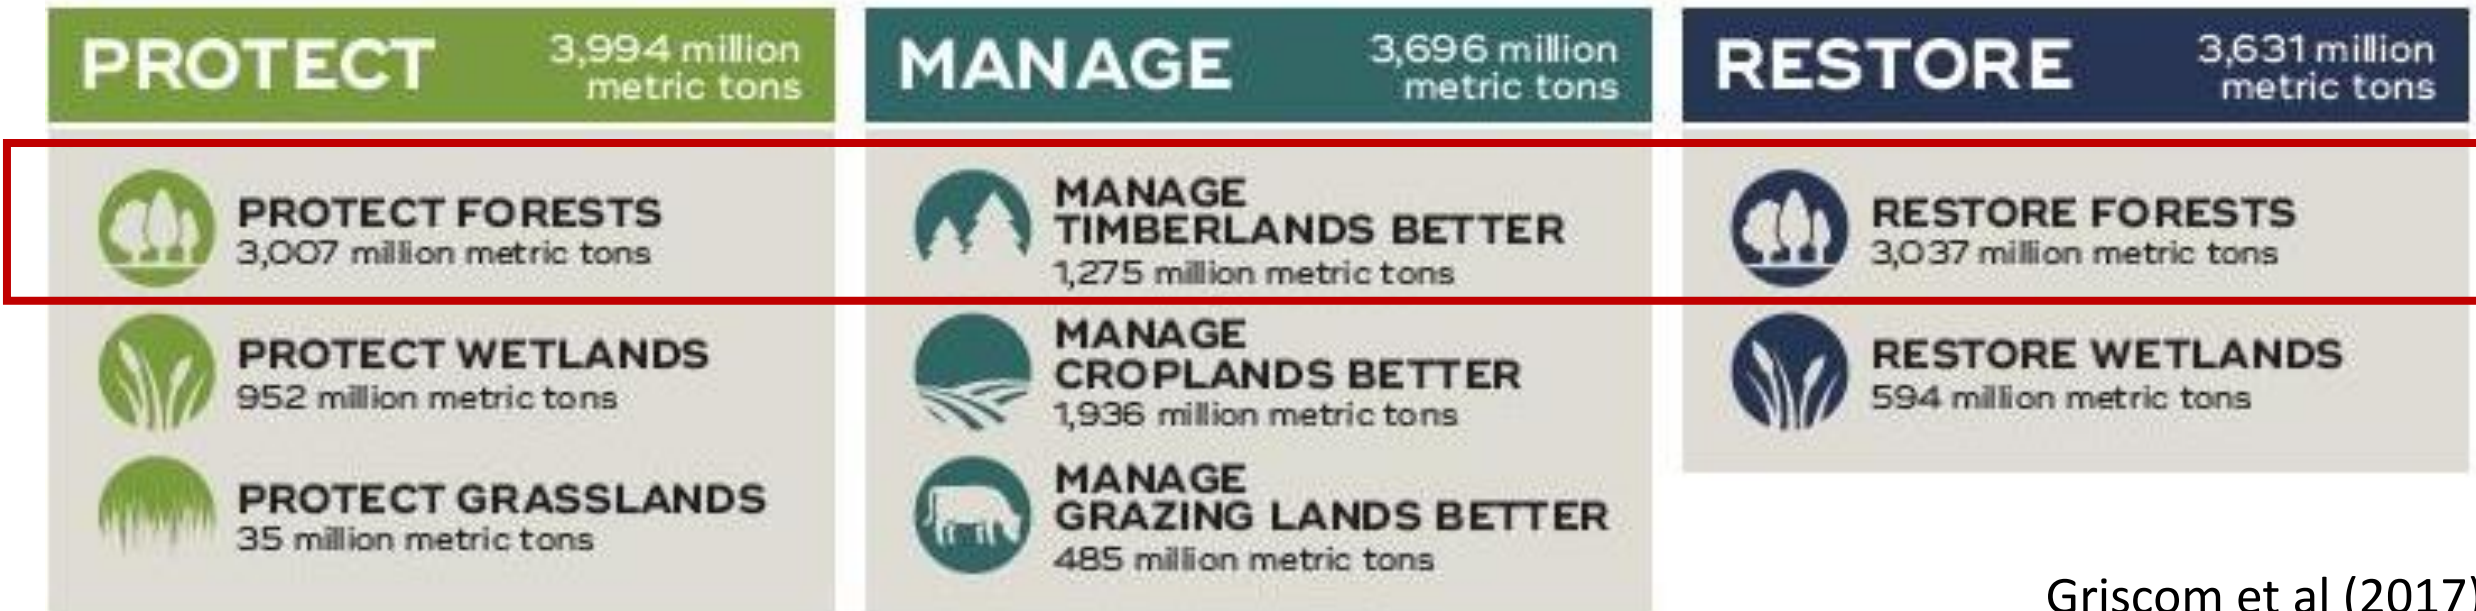 PROTECT
3,994 million
metric tons
PROTECT FORESTS
3,007 million metric tons
PROTECT WETLANDS
952 million metric tons
PROTECT GRASSLANDS
35 million metric tons
MANAGE
3,696 million
metric tons
MANAGE
TIMBERLANDS BETTER
1,275 million metric tons
MANAGE
CROPLANDS BETTER
1,936 million metric tons
MANAGE
GRAZING LANDS BETTER
485 million metric tons
RESTORE
3,631 million
metric tons
RESTORE FORESTS
3,037 million metric tons
RESTORE WETLANDS
594 million metric tons
Griscom et al (2017)